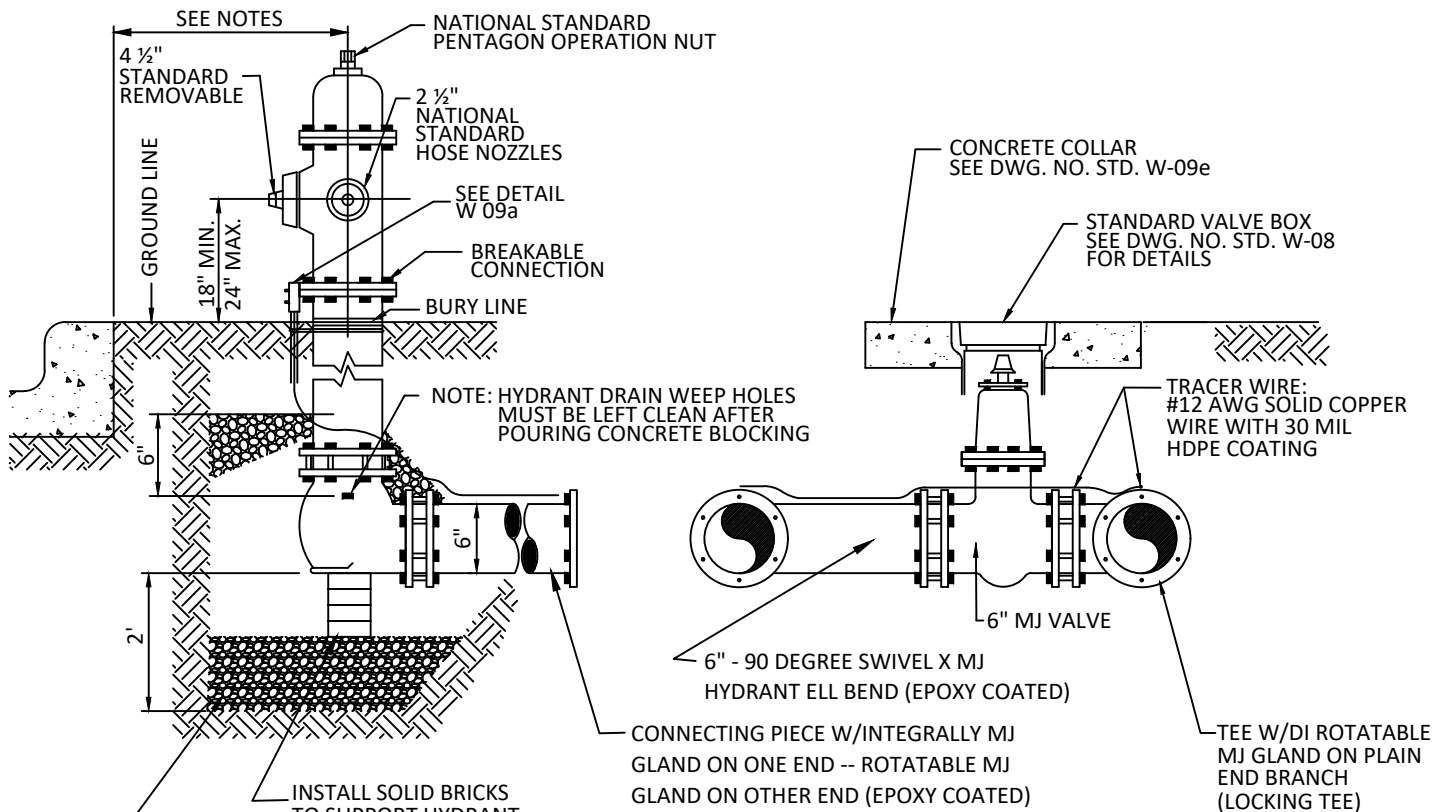 SEE NOTES
NATIONAL STANDARD
PENTAGON OPERATION NUT
4 ½"
STANDARD
REMOVABLE
2 ½"
NATIONAL
STANDARD
HOSE NOZZLES
GROUND LINE
18" MIN.
24" MAX.
SEE DETAIL
W 09a
BREAKABLE
CONNECTION
BURY LINE
CONCRETE COLLAR
SEE DWG. NO. STD. W-09e
STANDARD VALVE BOX
SEE DWG. NO. STD. W-08
FOR DETAILS
NOTE: HYDRANT DRAIN WEEP HOLES
MUST BE LEFT CLEAN AFTER
POURING CONCRETE BLOCKING
TRACER WIRE:
#12 AWG SOLID COPPER
WIRE WITH 30 MIL
HDPE COATING
6"
6"
2'
6" MJ VALVE
6" - 90 DEGREE SWIVEL X MJ
HYDRANT ELL BEND (EPOXY COATED)
CONNECTING PIECE W/INTEGRALLY MJ
GLAND ON ONE END -- ROTATABLE MJ
GLAND ON OTHER END (EPOXY COATED)
TEE W/DI ROTATABLE
MJ GLAND ON PLAIN
END BRANCH
(LOCKING TEE)
INSTALL SOLID BRICKS
TO SUPPORT HYDRANT